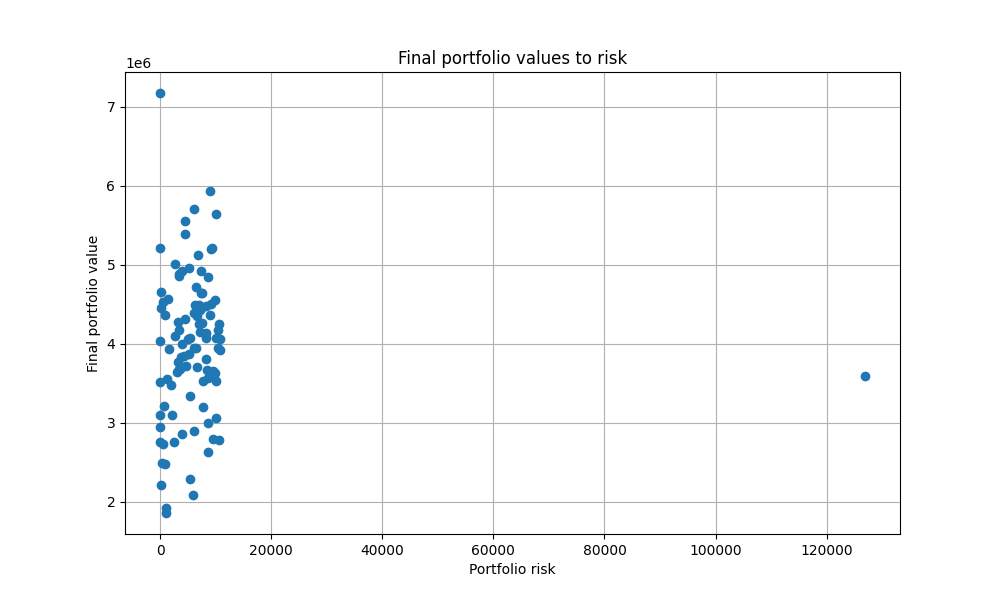 Final portfolio values to risk
1e6
7
6
5
4
3
2
Final portfolio value
0 20000 40000 60000 80000 100000 120000
Portfolio risk